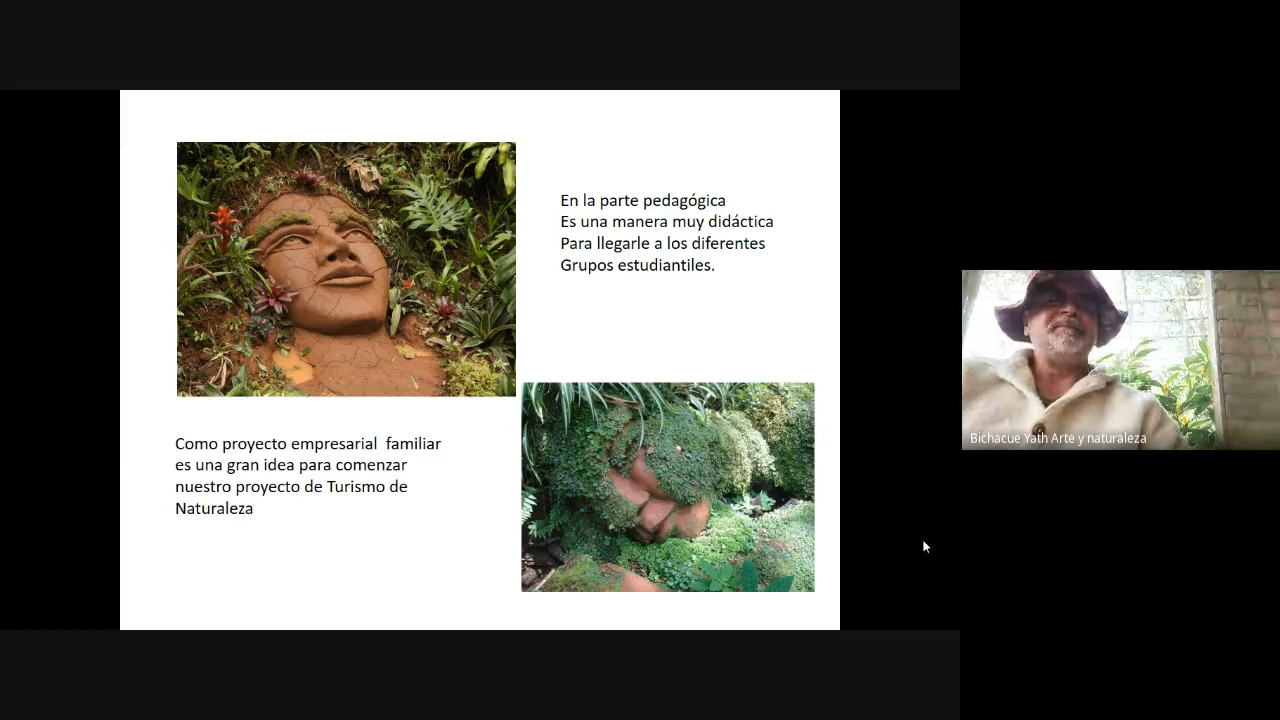 En la parte pedagógica
Es una manera muy didáctica
Para llegarle a los diferentes
Grupos estudiantiles.
Como proyecto empresarial  familiar
es una gran idea para comenzar
nuestro proyecto de Turismo de
Naturaleza
Bichacue Yath Arte y naturaleza